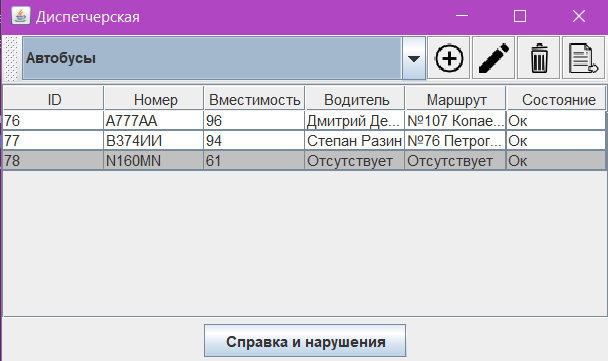 Диспетчерская
Автобусы
ID Номер Вместимость Водитель Маршрут Состояние
76 А777АА 96 Дмитрий Де... №107 Копае... Ок
77 В374ИИ 94 Степан Разин №76 Петрог... Ок
78 N160MN 61 Отсутствует Отсутствует Ок
Справка и нарушения